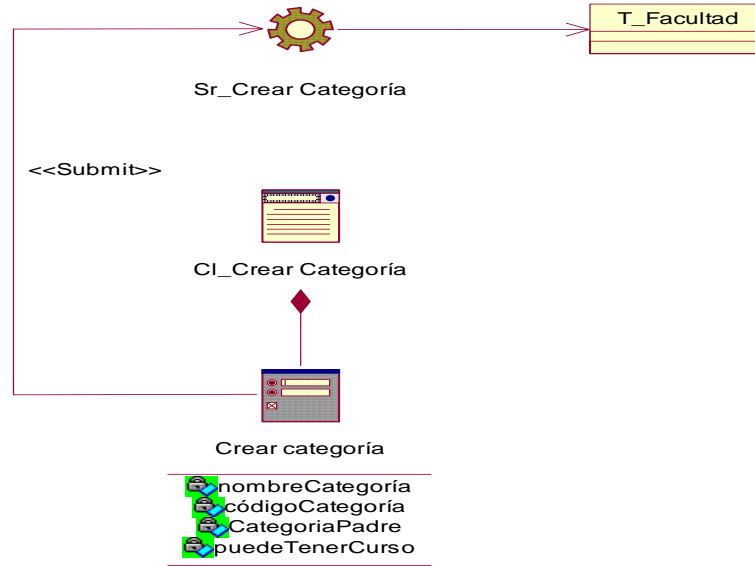 T_Facultad
Sr_Crear Categoría
<<Submit>>
Cl_Crear Categoría
Crear categoría
nombreCategoría
códigoCategoría
CategoriaPadre
puedeTenerCurso